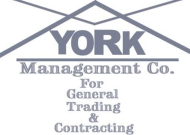 YORK
Management Co.
For
General
Trading
&
Contracting